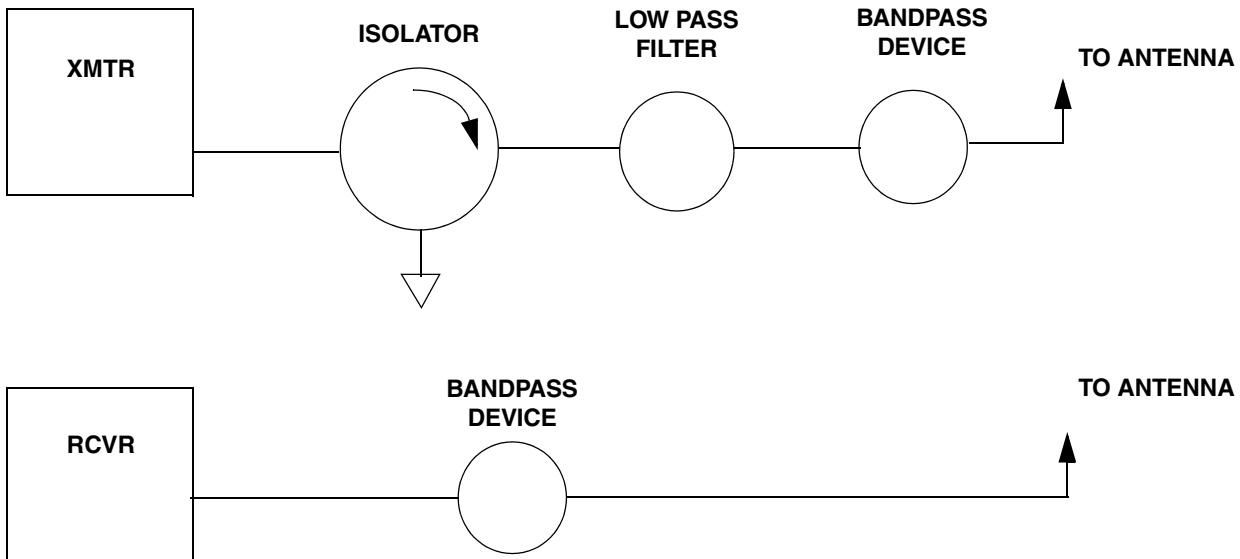 XMTR
ISOLATOR
LOW PASS
FILTER
BANDPASS
DEVICE
TO ANTENNA
RCVR
BANDPASS
DEVICE
TO ANTENNA